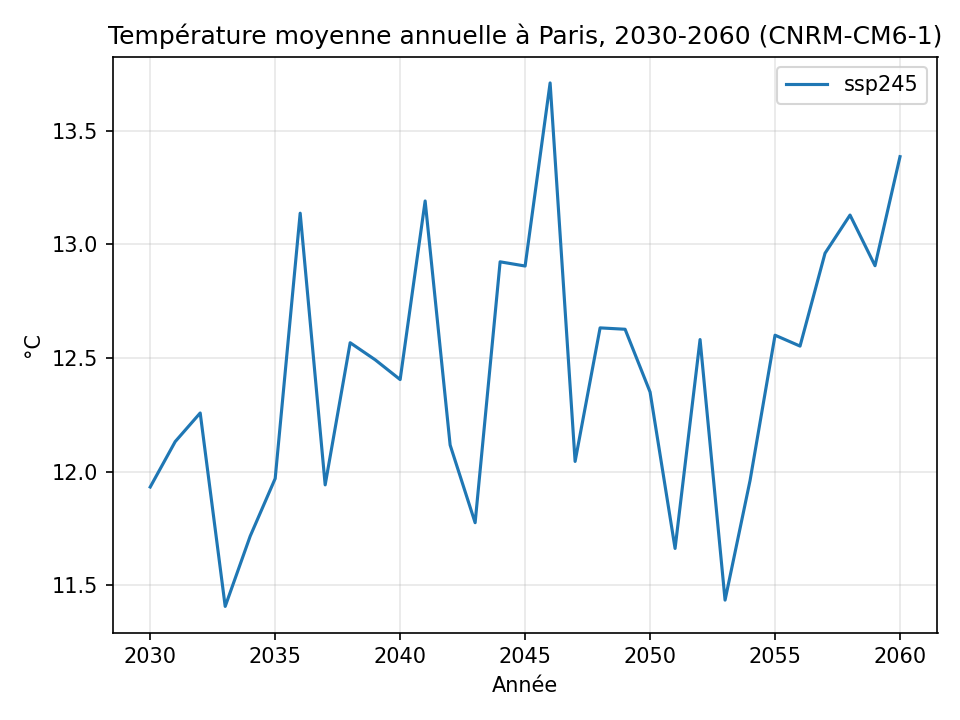 Température moyenne annuelle à Paris, 2030-2060 (CNRM-CM6-1)
ssp245
13.5
13.0
12.5
12.0
11.5
°C
2030 2035 2040 2045 2050 2055 2060
Année